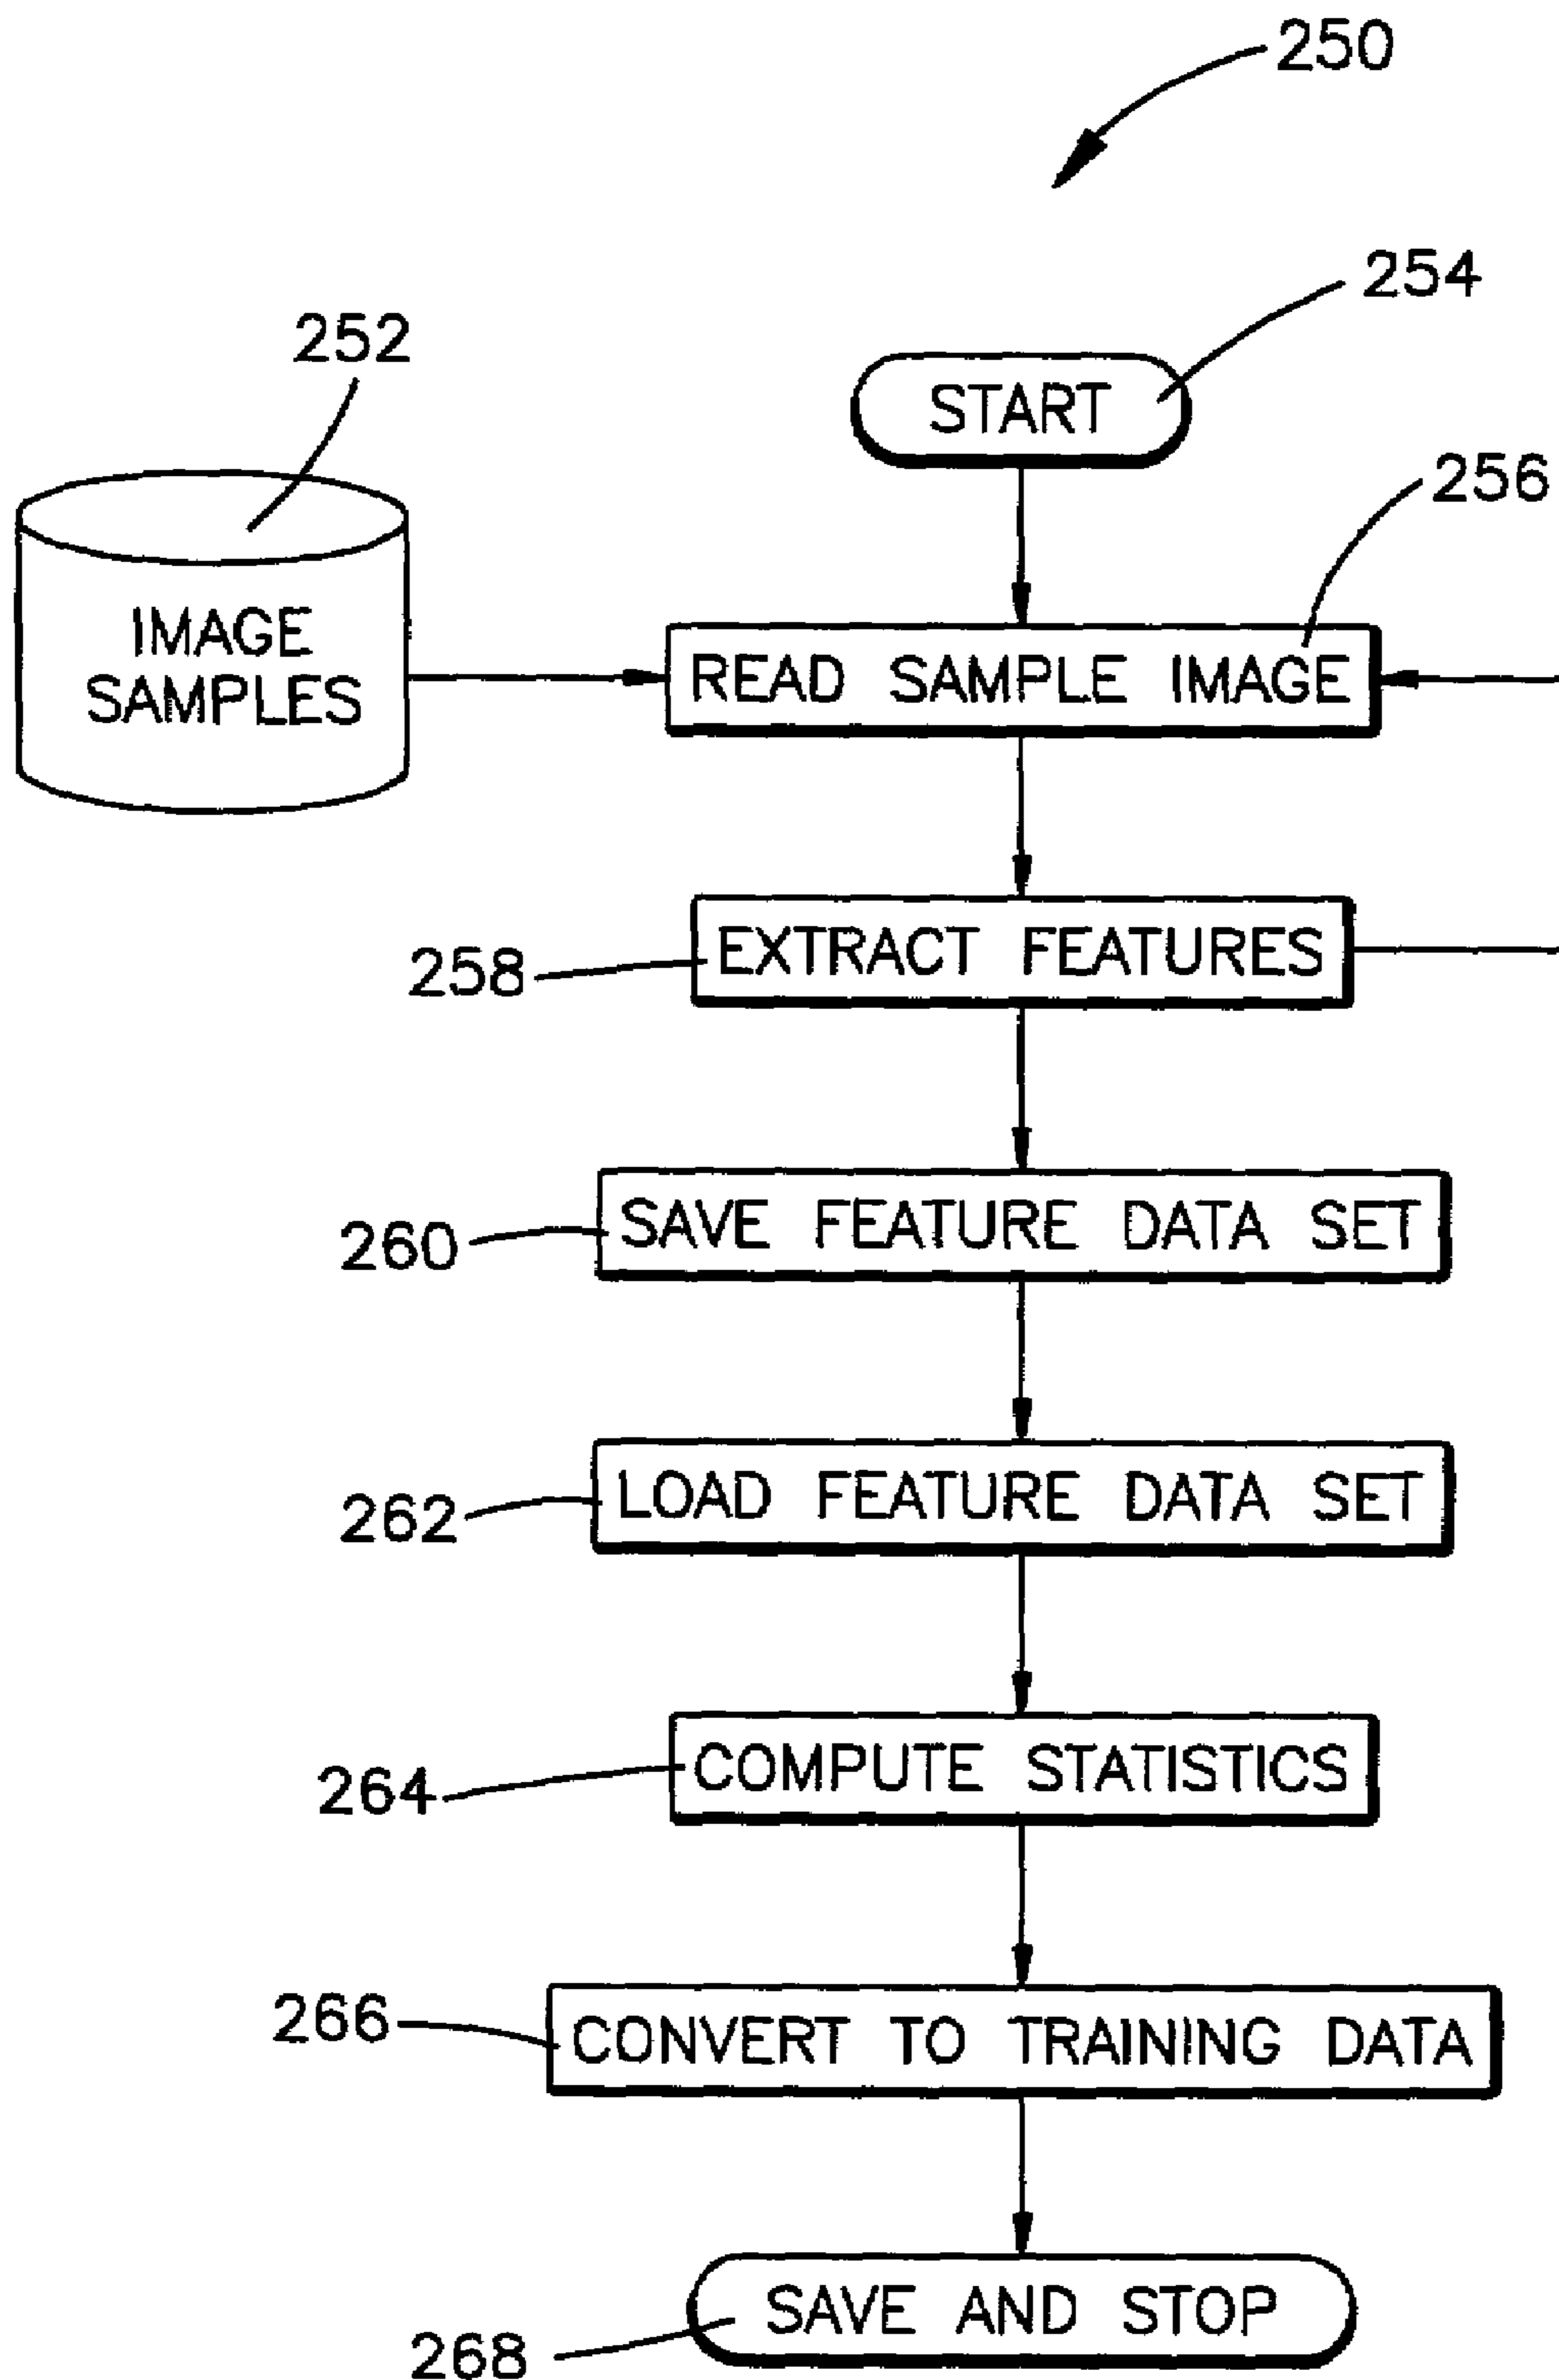 250
254
252
START
256
IMAGE
SAMPLES
READ SAMPLE IMAGE
258
EXTRACT FEATURES
260
SAVE FEATURE DATA SET
262
LOAD FEATURE DATA SET
264
COMPUTE STATISTICS
266
CONVERT TO TRAINING DATA
268
SAVE AND STOP